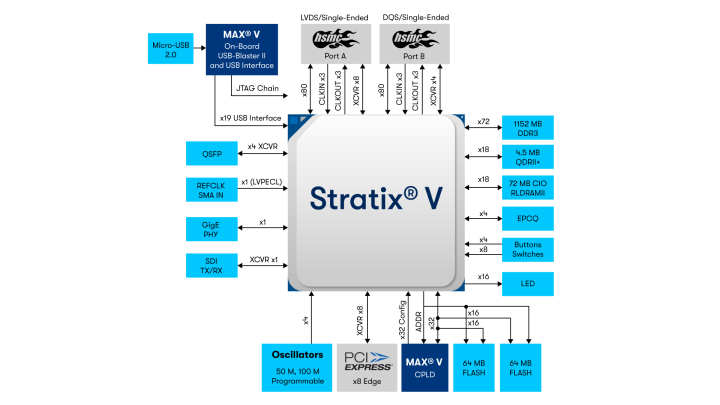 LVDS/Single-Ended
DQS/Single-Ended
Micro-USB
2.0
MAX® V
On-Board
USB-Blaster II
and USB Interface
hsmc
Port A
hsmc
Port B
JTAG Chain
x19 USB Interface
x80
CLKIN x3
CLKOUT x3
XCVR x8
x80
CLKIN x3
CLKOUT x3
XCVR x4
QSFP
x4 XCVR
REFCLK
SMA IN
x1 (LVPECL)
GigE
PHY
x1
SDI
TX/RX
XCVR x1
Stratix® V
x72
1152 MB
DDR3
x18
4.5 MB
QDRII+
x18
72 MB CIO
RLDRAMII
x4
EPCQ
x4
x8
Buttons
Switches
x16
LED
x4
XCVR x8
x32 Config
ADDR
x32
x16
x16
Oscillators
50 M, 100 M
Programmable
PCI
EXPRESS®
x8 Edge
MAX® V
CPLD
64 MB
FLASH
64 MB
FLASH